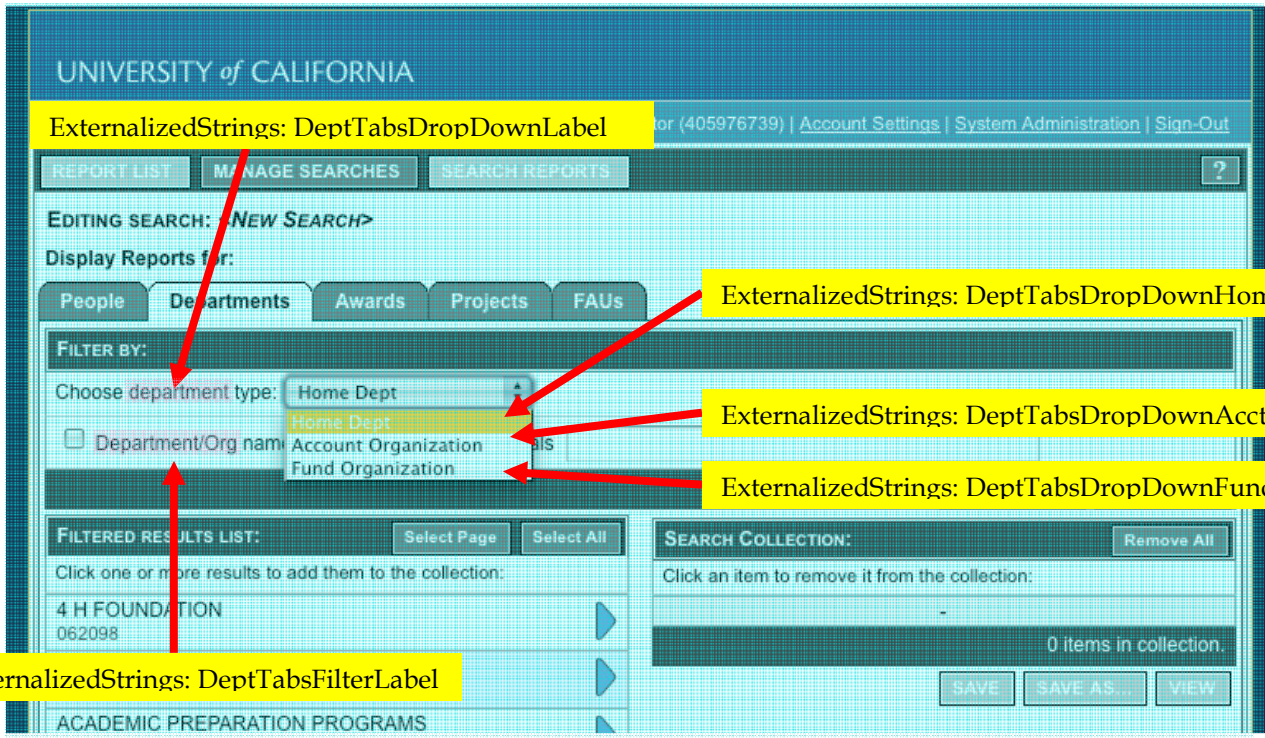 UNIVERSITY of CALIFORNIA
ExternalizedStrings: DeptTabsDropDownLabel
(405976739) | Account Settings | System Administration | Sign-Out
REPORT LIST MANAGE SEARCHES SEARCH REPORTS ?
EDITING SEARCH: <NEW SEARCH>
Display Reports for:
People Departments Awards Projects FAUs
ExternalizedStrings: DeptTabsDropDownHom
FILTER BY:
Choose department type: Home Dept
Home Dept
ExternalizedStrings: DeptTabsDropDownAcct
Department/Org name Account Organization
Fund Organization
ExternalizedStrings: DeptTabsDropDownFund
FILTERED RESULTS LIST: Select Page Select All
SEARCH COLLECTION: Remove All
Click one or more results to add them to the collection:
Click an item to remove it from the collection:
4 H FOUNDATION
062098
-
0 items in collection.
ernalizedStrings: DeptTabsFilterLabel
SAVE SAVE AS... VIEW
ACADEMIC PREPARATION PROGRAMS